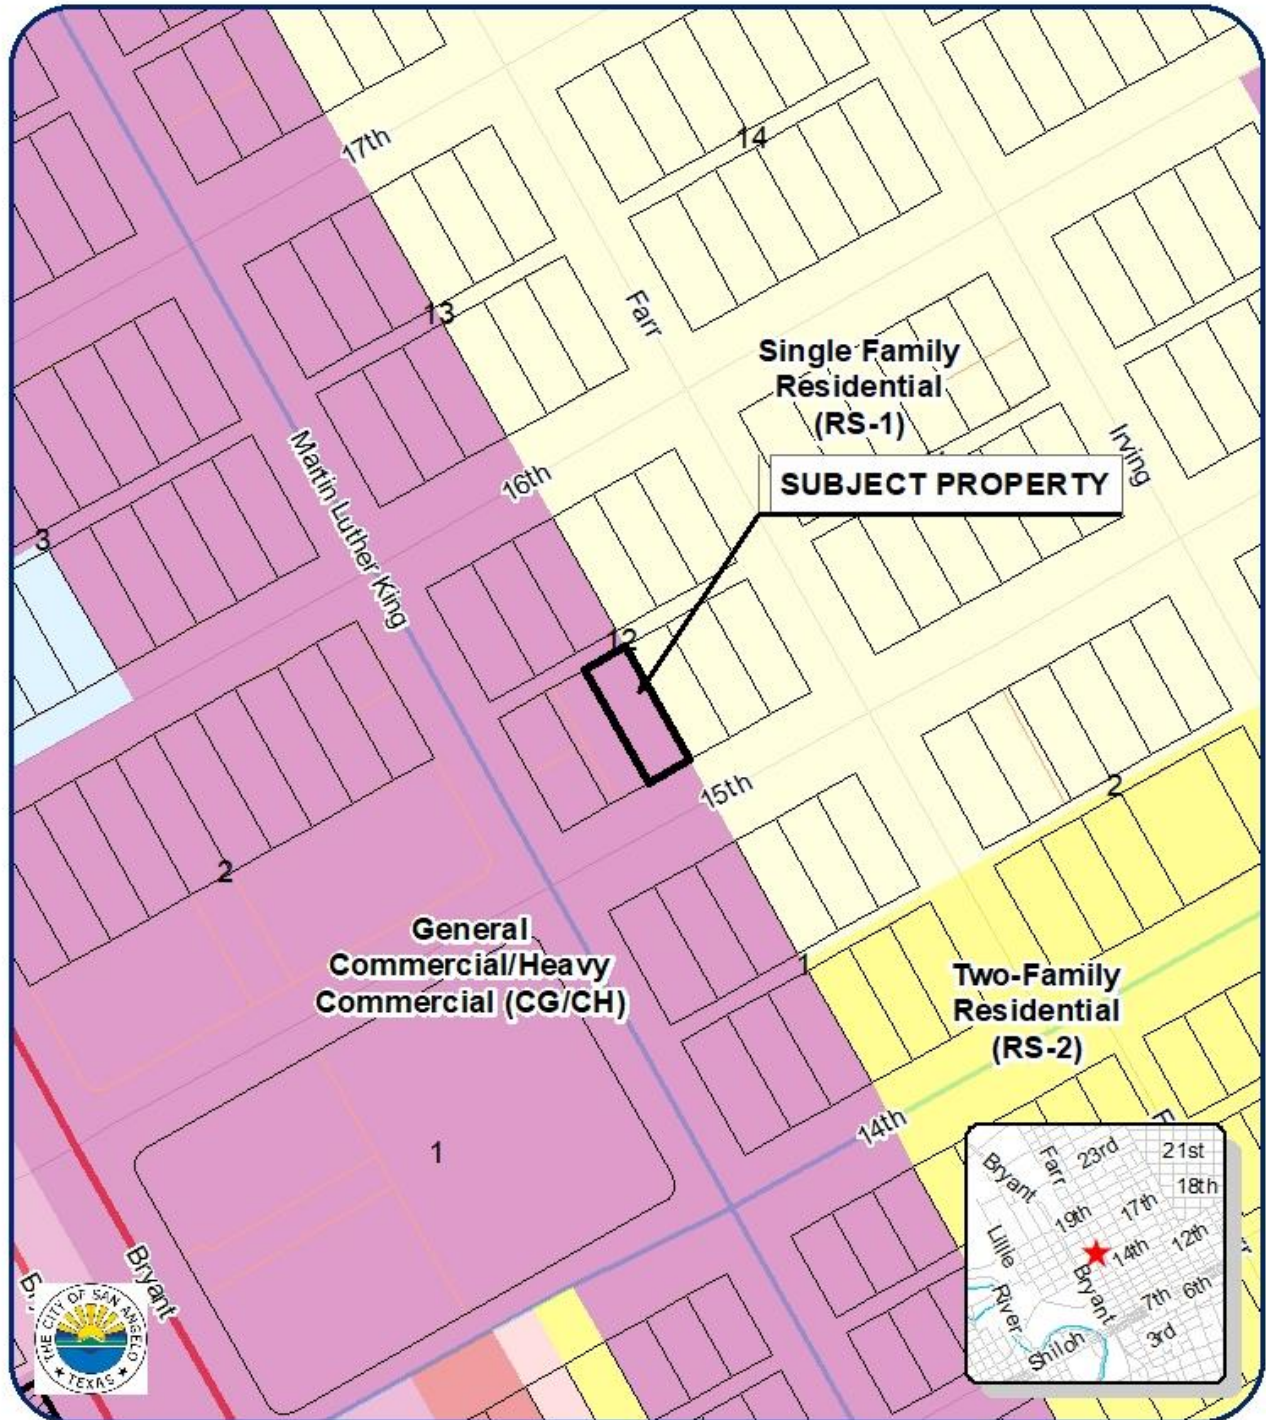 17th
14
13
Farr
Single Family
Residential
(RS-1)
Irving
SUBJECT PROPERTY
16th
Martin Luther King
3
12
15th
2
2
General
Commercial/Heavy
Commercial (CG/CH)
1
Two-Family
Residential
(RS-2)
14th
1
Bryant
THE CITY OF SAN ANGELO
TEXAS
Bryant
Farr
23rd
21st
18th
19th
17th
Lillie
14th
12th
River
Bryant
7th
6th
Shiloh
3rd